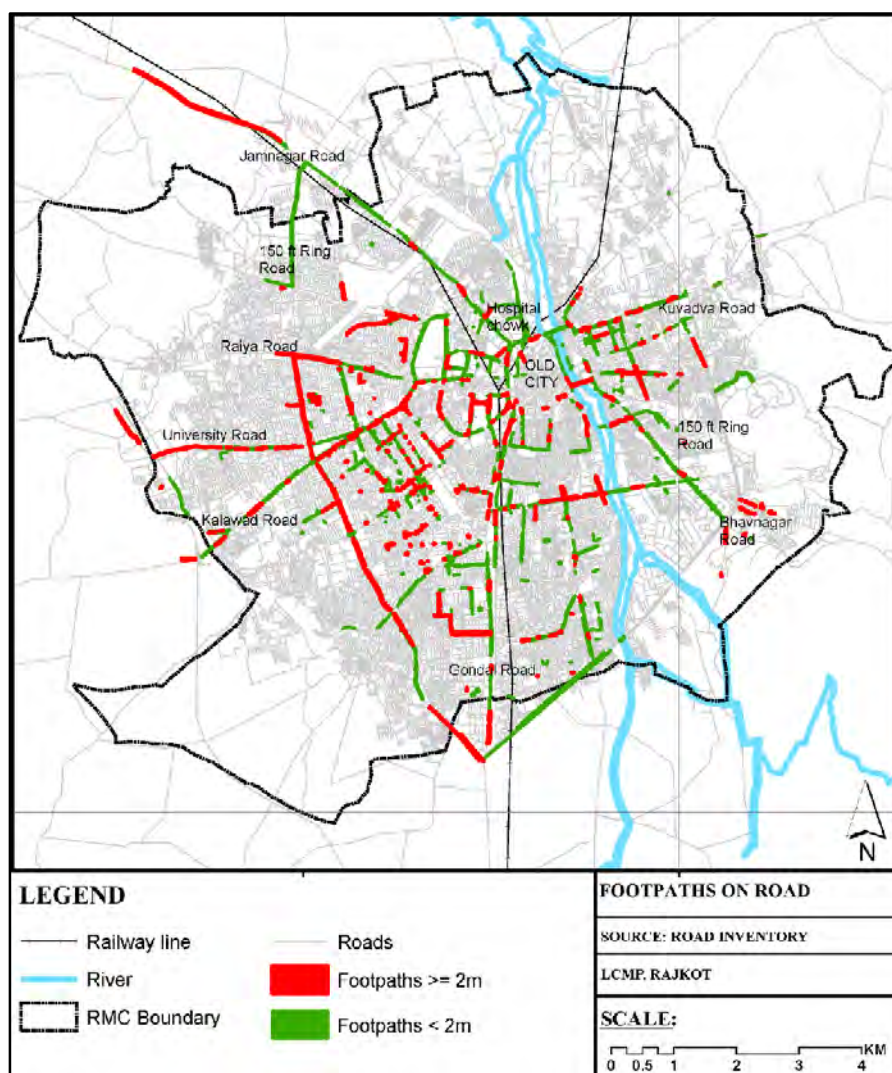 Jamnagar Road
150 ft Ring
Road
Hospital
chowk
Kuvadva Road
Raiya Road
OLD
CITY
University Road
150 ft Ring
Road
Kalawad Road
Bhavnagar
Road
Gondal Road
N
LEGEND
Railway line
Roads
River
Footpaths >= 2m
RMC Boundary
Footpaths < 2m
FOOTPATHS ON ROAD
SOURCE: ROAD INVENTORY
LCMP, RAJKOT
SCALE:
KM
0 0.5 1 2 3 4